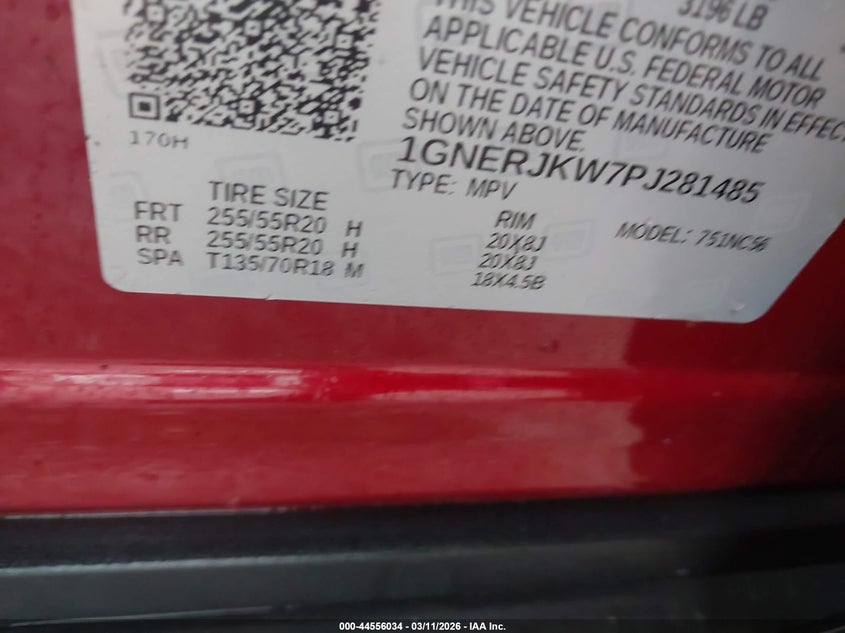 3196 LB
THIS VEHICLE CONFORMS TO ALL
APPLICABLE U.S. FEDERAL MOTOR
VEHICLE SAFETY STANDARDS IN EFFECT
ON THE DATE OF MANUFACTURE
SHOWN ABOVE.
170H
1GNERJKW7PJ281485
TYPE: MPV
MODEL: 751NC56
TIRE SIZE RIM
FRT 255/55R20 H 20X8J
RR 255/55R20 H 20X8J
SPA T135/70R18 M 18X4.5B
000-44556034 - 03/11/2026 - IAA Inc.